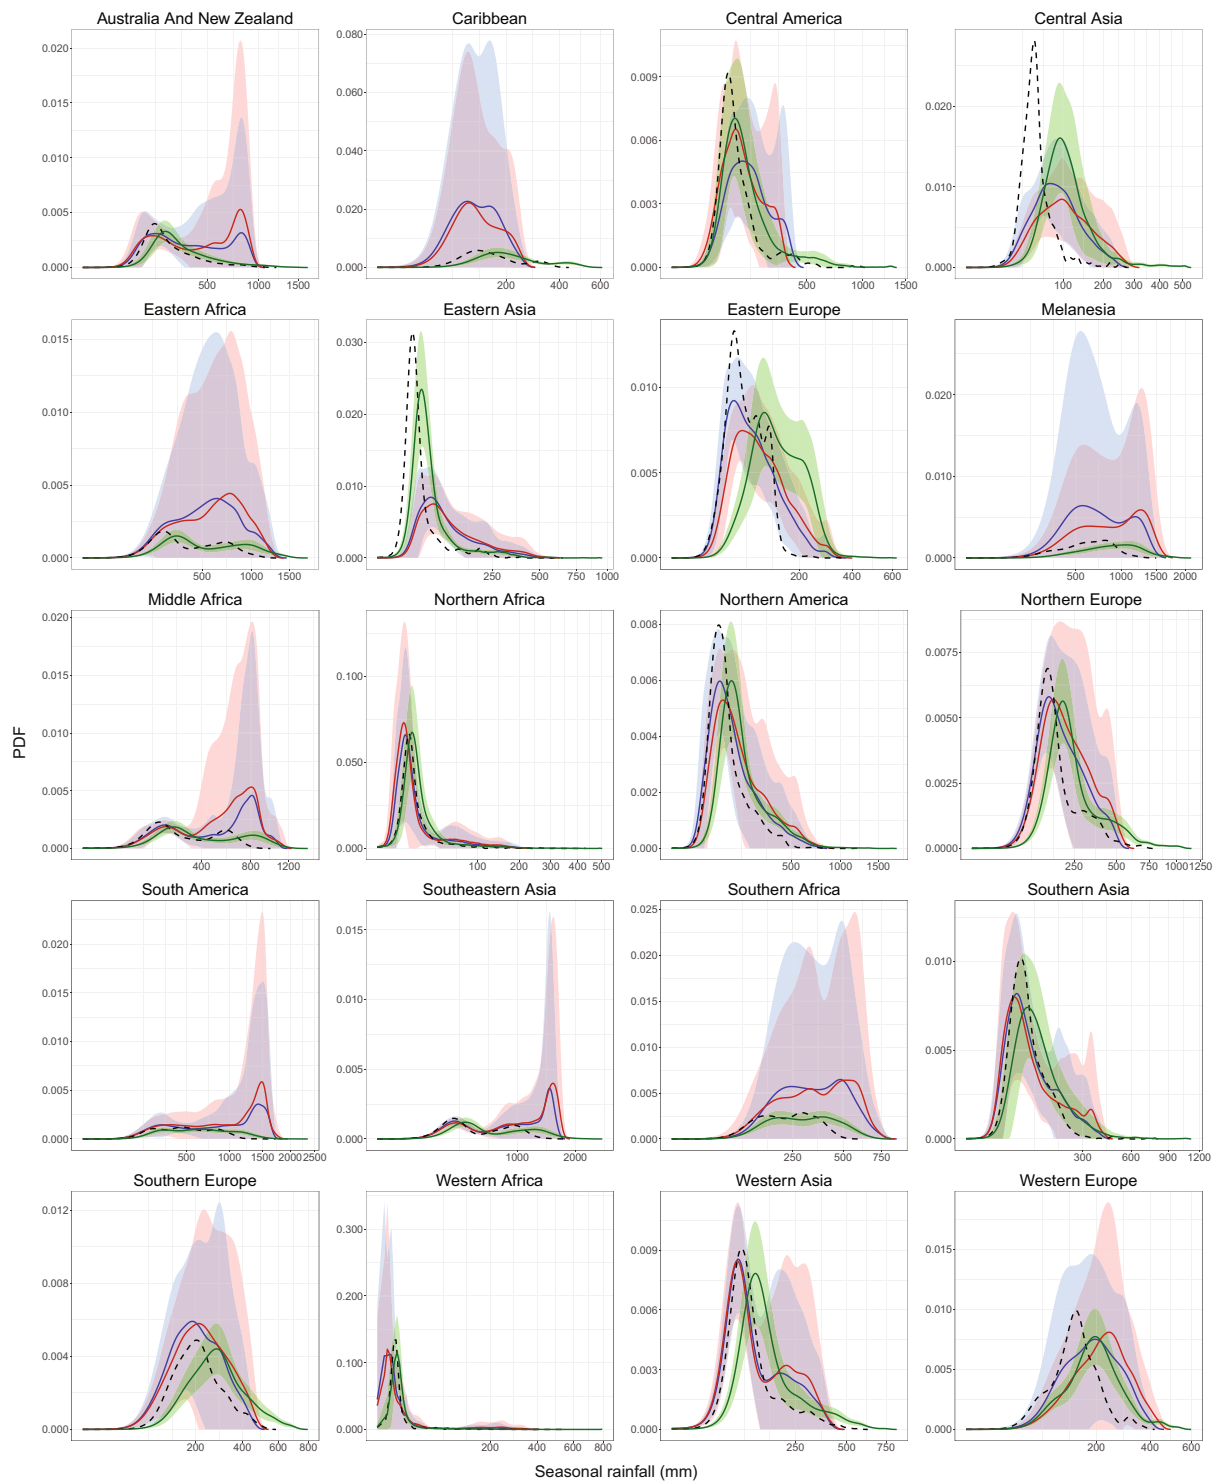 Australia And New Zealand Caribbean Central America Central Asia
0.020 0.015 0.010 0.005 0.000
500 1000 1500
0.080 0.060 0.040 0.020 0.000
200 400 600
0.009 0.006 0.003 0.000
500 1000 1500
0.020 0.010 0.000
100 200 300 400 500
Eastern Africa Eastern Asia Eastern Europe Melanesia
0.015 0.010 0.005 0.000
500 1000 1500
0.030 0.020 0.010 0.000
250 500 750 1000
0.010 0.005 0.000
200 400 600
0.020 0.010 0.000
500 1000 1500 2000
Middle Africa Northern Africa Northern America Northern Europe
0.020 0.015 0.010 0.005 0.000
400 800 1200
0.100 0.050 0.000
100 200 300 400 500
0.008 0.006 0.004 0.002 0.000
500 1000 1500
0.0075 0.0050 0.0025 0.0000
250 500 750 1000 1250
PDF
South America Southeastern Asia Southern Africa Southern Asia
0.020 0.015 0.010 0.005 0.000
500 1000 1500 2000 2500
0.015 0.010 0.005 0.000
1000 2000
0.025 0.020 0.015 0.010 0.005 0.000
250 500 750
0.010 0.005 0.000
300 600 900 1200
Southern Europe Western Africa Western Asia Western Europe
0.012 0.008 0.004 0.000
200 400 600 800
0.300 0.200 0.100 0.000
200 400 600 800
0.009 0.006 0.003 0.000
250 500 750
0.015 0.010 0.005 0.000
200 400 600
Seasonal rainfall (mm)